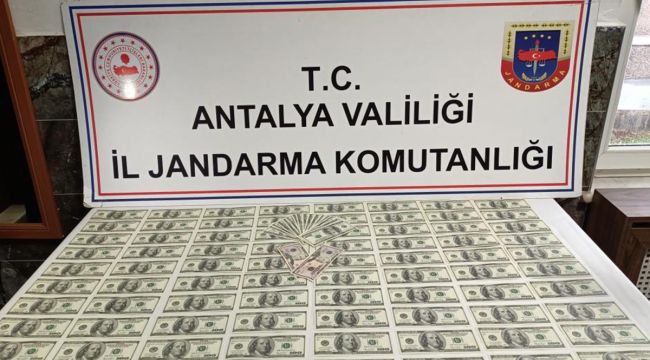 T.C.
ANTALYA VALİLİĞİ
İL JANDARMA KOMUTANLIĞI
JANDARMA